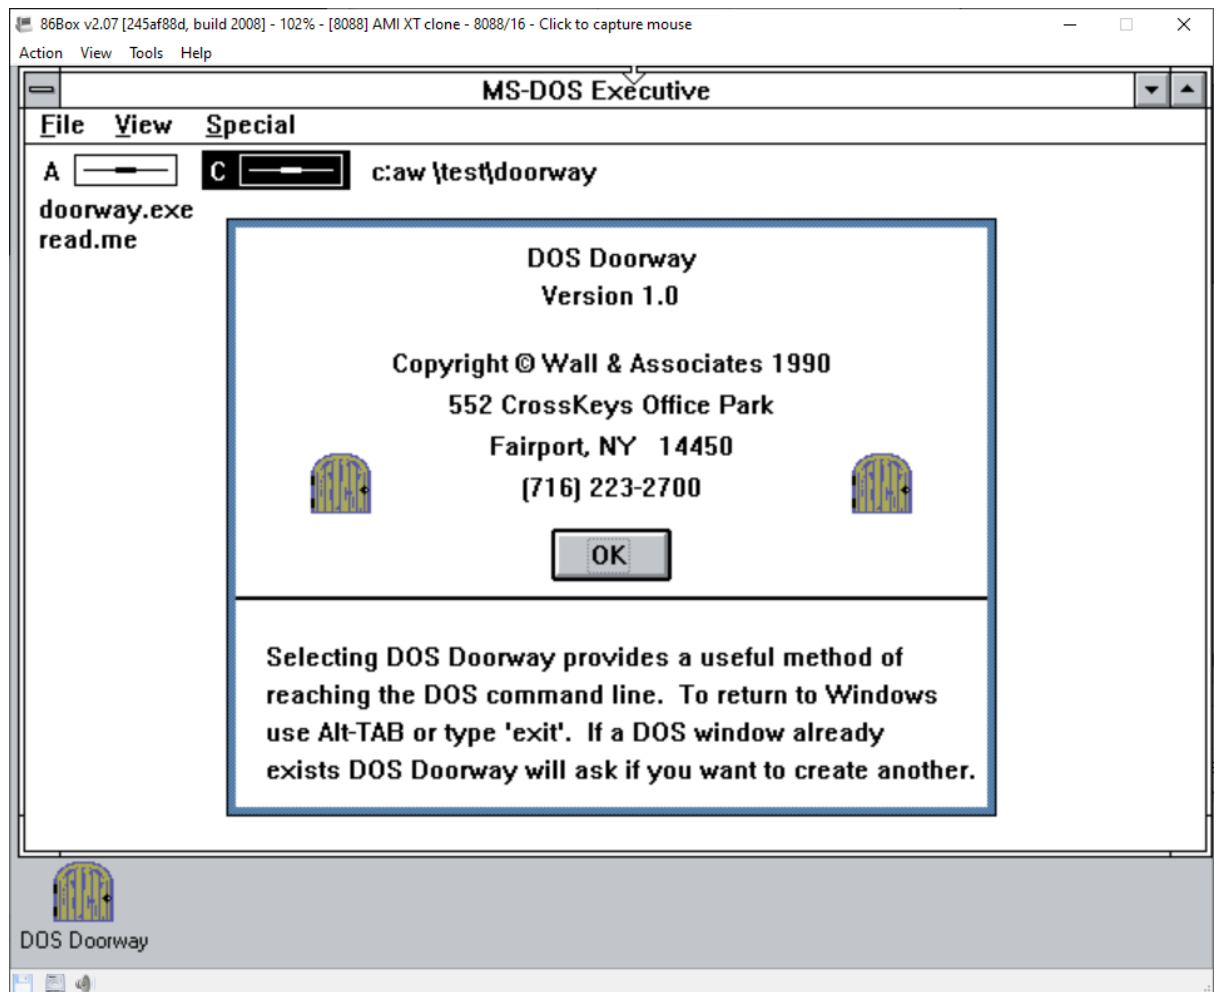 86Box v2.07 [245af88d, build 2008] - 102% - [8088] AMI XT clone - 8088/16 - Click to capture mouse
Action View Tools Help
MS-DOS Executive
File View Special
A C c:aw \test\doorway
doorway.exe
read.me
DOS Doorway
Version 1.0
Copyright © Wall & Associates 1990
552 CrossKeys Office Park
Fairport, NY 14450
(716) 223-2700
OK
Selecting DOS Doorway provides a useful method of
reaching the DOS command line. To return to Windows
use Alt-TAB or type 'exit'. If a DOS window already
exists DOS Doorway will ask if you want to create another.
DOS Doorway